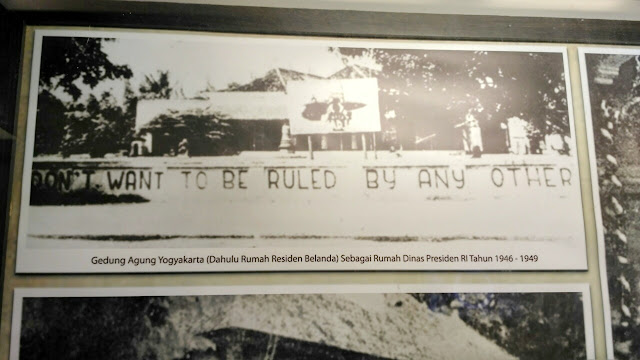 DON'T WANT TO BE RULED BY ANY OTHER
Gedung Agung Yogyakarta (Dahulu Rumah Residen Belanda) Sebagai Rumah Dinas Presiden RI Tahun 1946 - 1949